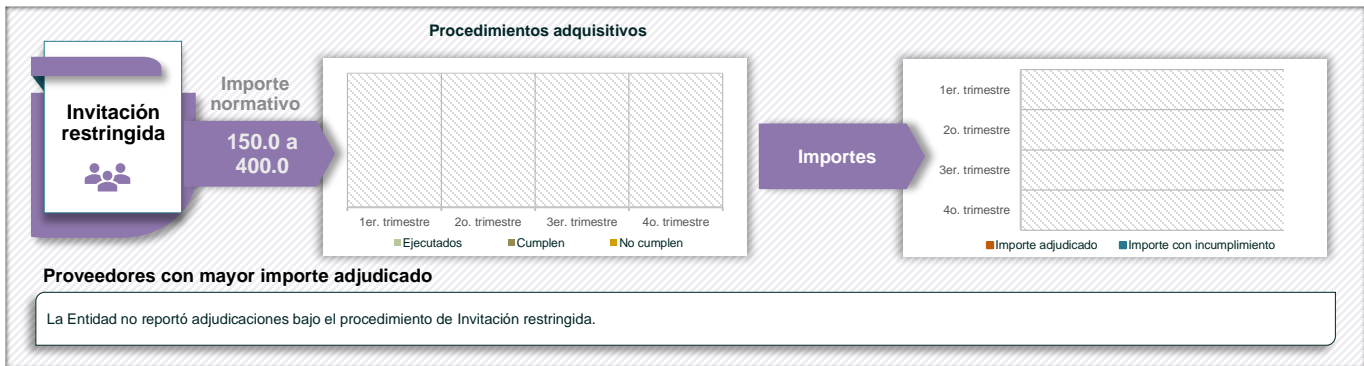 Procedimientos adquisitivos
Invitación
restringida
Importe
normativo
150.0 a
400.0
1er. trimestre 2o. trimestre 3er. trimestre 4o. trimestre
Ejecutados Cumplen No cumplen
Importes
1er. trimestre
2o. trimestre
3er. trimestre
4o. trimestre
Importe adjudicado Importe con incumplimiento
Proveedores con mayor importe adjudicado
La Entidad no reportó adjudicaciones bajo el procedimiento de Invitación restringida.